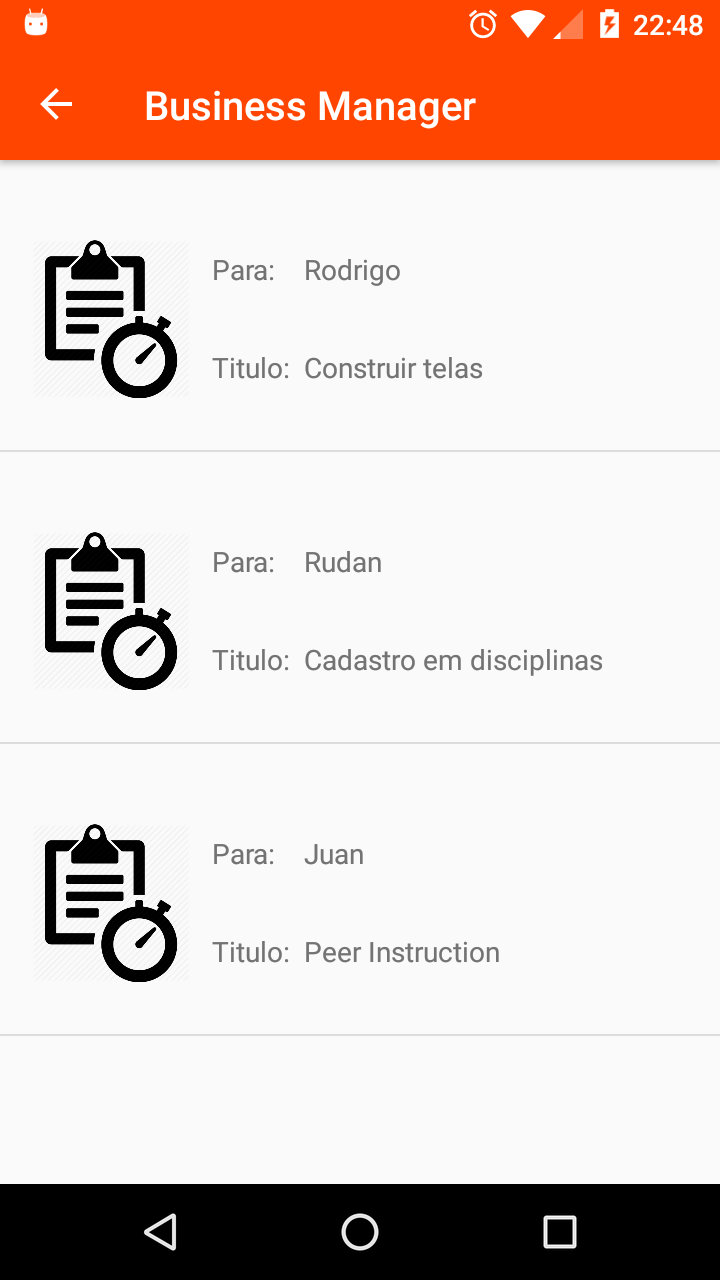 22:48
Business Manager
Para: Rodrigo
Titulo: Construir telas
Para: Rudan
Titulo: Cadastro em disciplinas
Para: Juan
Titulo: Peer Instruction